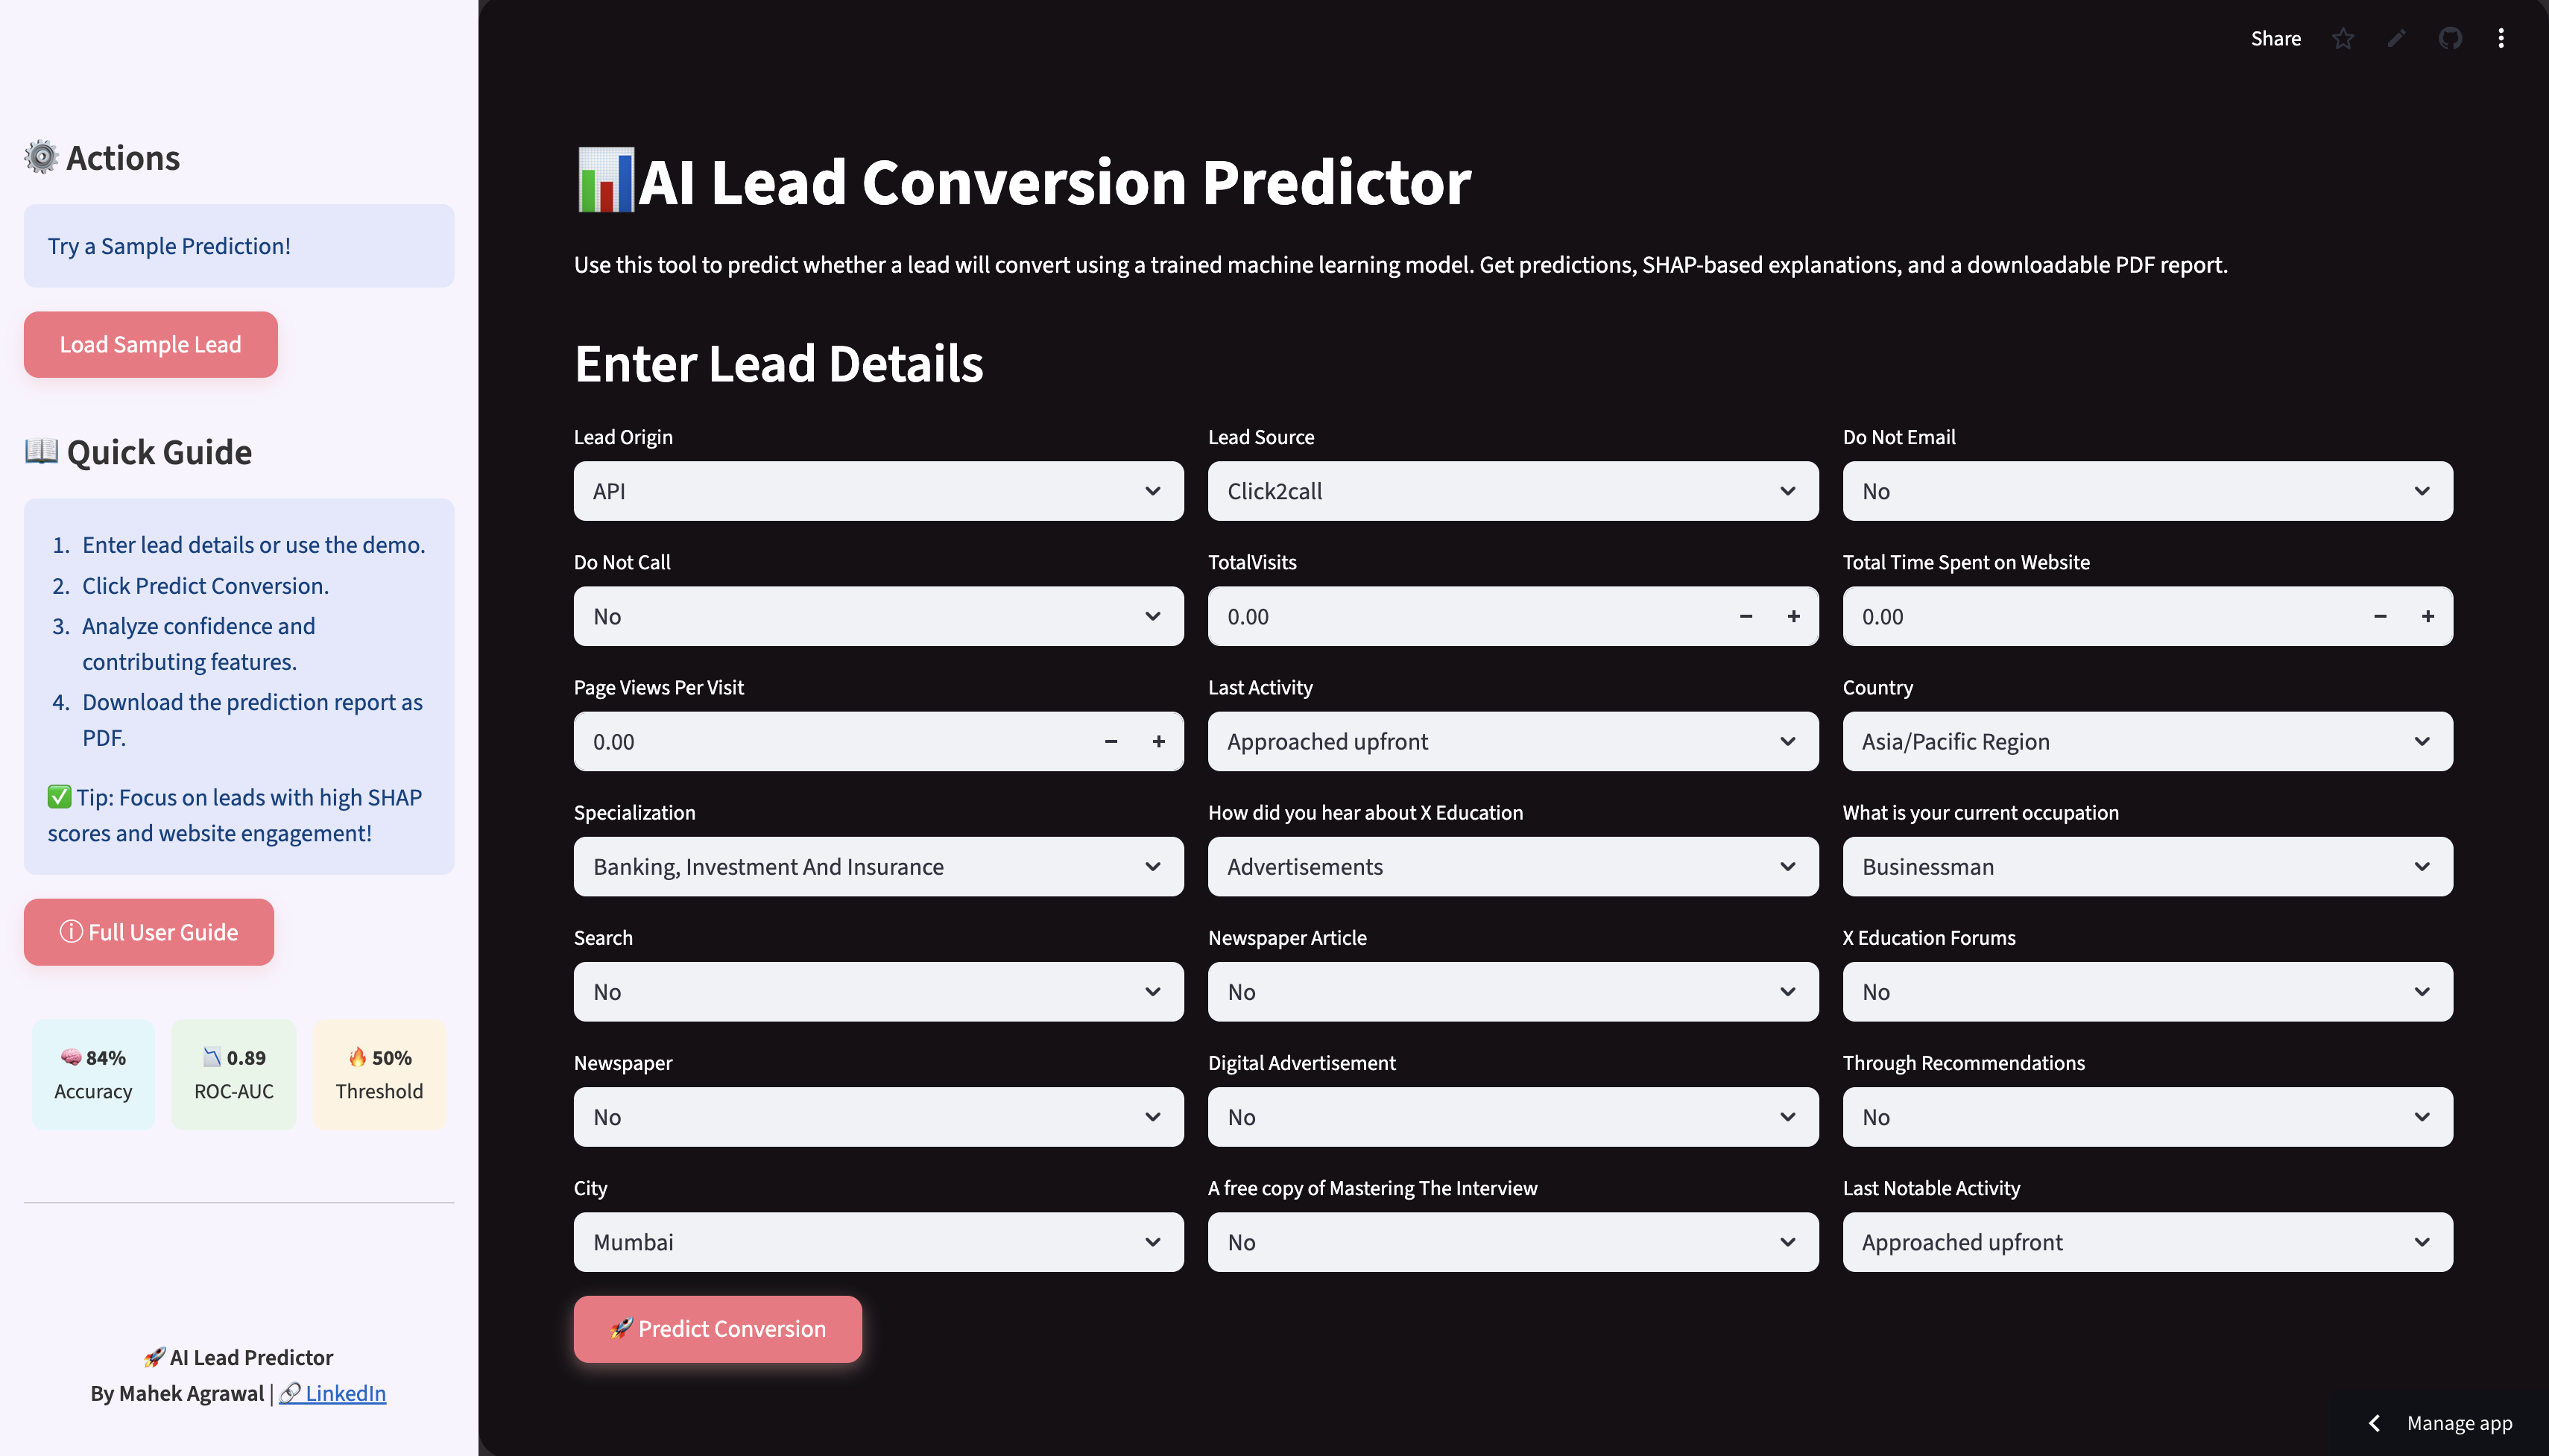 ⚙️ Actions
Try a Sample Prediction!
Load Sample Lead
📖 Quick Guide
1. Enter lead details or use the demo.
2. Click Predict Conversion.
3. Analyze confidence and
contributing features.
4. Download the prediction report as
PDF.
✅ Tip: Focus on leads with high SHAP
scores and website engagement!
ⓘ Full User Guide
🧠 84%
Accuracy
📉 0.89
ROC-AUC
🔥 50%
Threshold
🚀 AI Lead Predictor
By Mahek Agrawal | 🔗 LinkedIn
Share
📊AI Lead Conversion Predictor
Use this tool to predict whether a lead will convert using a trained machine learning model. Get predictions, SHAP-based explanations, and a downloadable PDF report.
Enter Lead Details
Lead Origin
API
Lead Source
Click2call
Do Not Email
No
Do Not Call
No
TotalVisits
0.00
Total Time Spent on Website
0.00
Page Views Per Visit
0.00
Last Activity
Approached upfront
Country
Asia/Pacific Region
Specialization
Banking, Investment And Insurance
How did you hear about X Education
Advertisements
What is your current occupation
Businessman
Search
No
Newspaper Article
No
X Education Forums
No
Newspaper
No
Digital Advertisement
No
Through Recommendations
No
City
Mumbai
A free copy of Mastering The Interview
No
Last Notable Activity
Approached upfront
🚀 Predict Conversion
Manage app